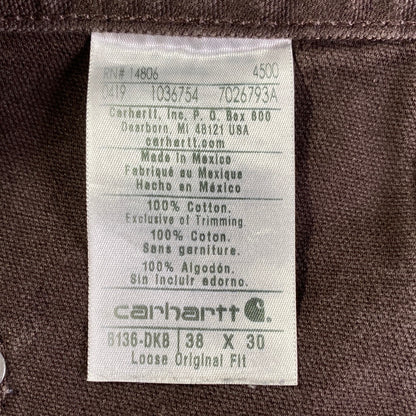 RN# 14806 4500
0419 1036754 7026793A
Carhartt, Inc. P. O. Box 600
Dearborn, MI 48121 USA
carhartt.com
Made in Mexico
Fabriqué au Mexique
Hecho en México
100% Cotton.
Exclusive of Trimming
100% Coton.
Sans garniture.
100% Algodón.
Sin incluir adorno.
carhartt
B136-DKB 38 X 30
Loose Original Fit